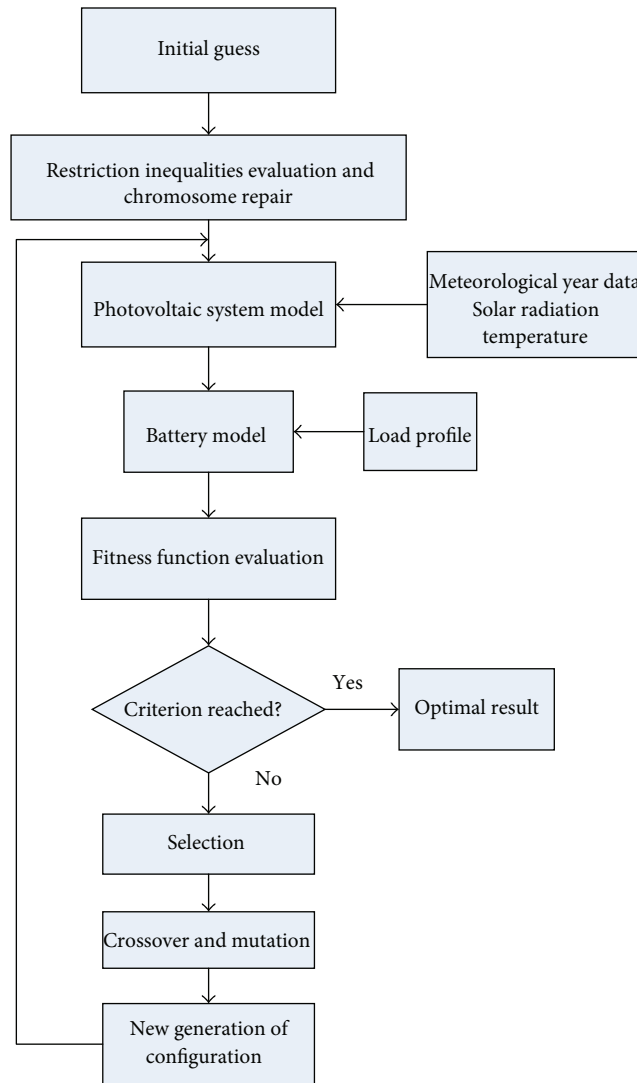 Initial guess
Restriction inequalities evaluation and
chromosome repair
Photovoltaic system model
Meteorological year data
Solar radiation
temperature
Battery model
Load profile
Fitness function evaluation
Criterion reached?
Yes
Optimal result
No
Selection
Crossover and mutation
New generation of
configuration